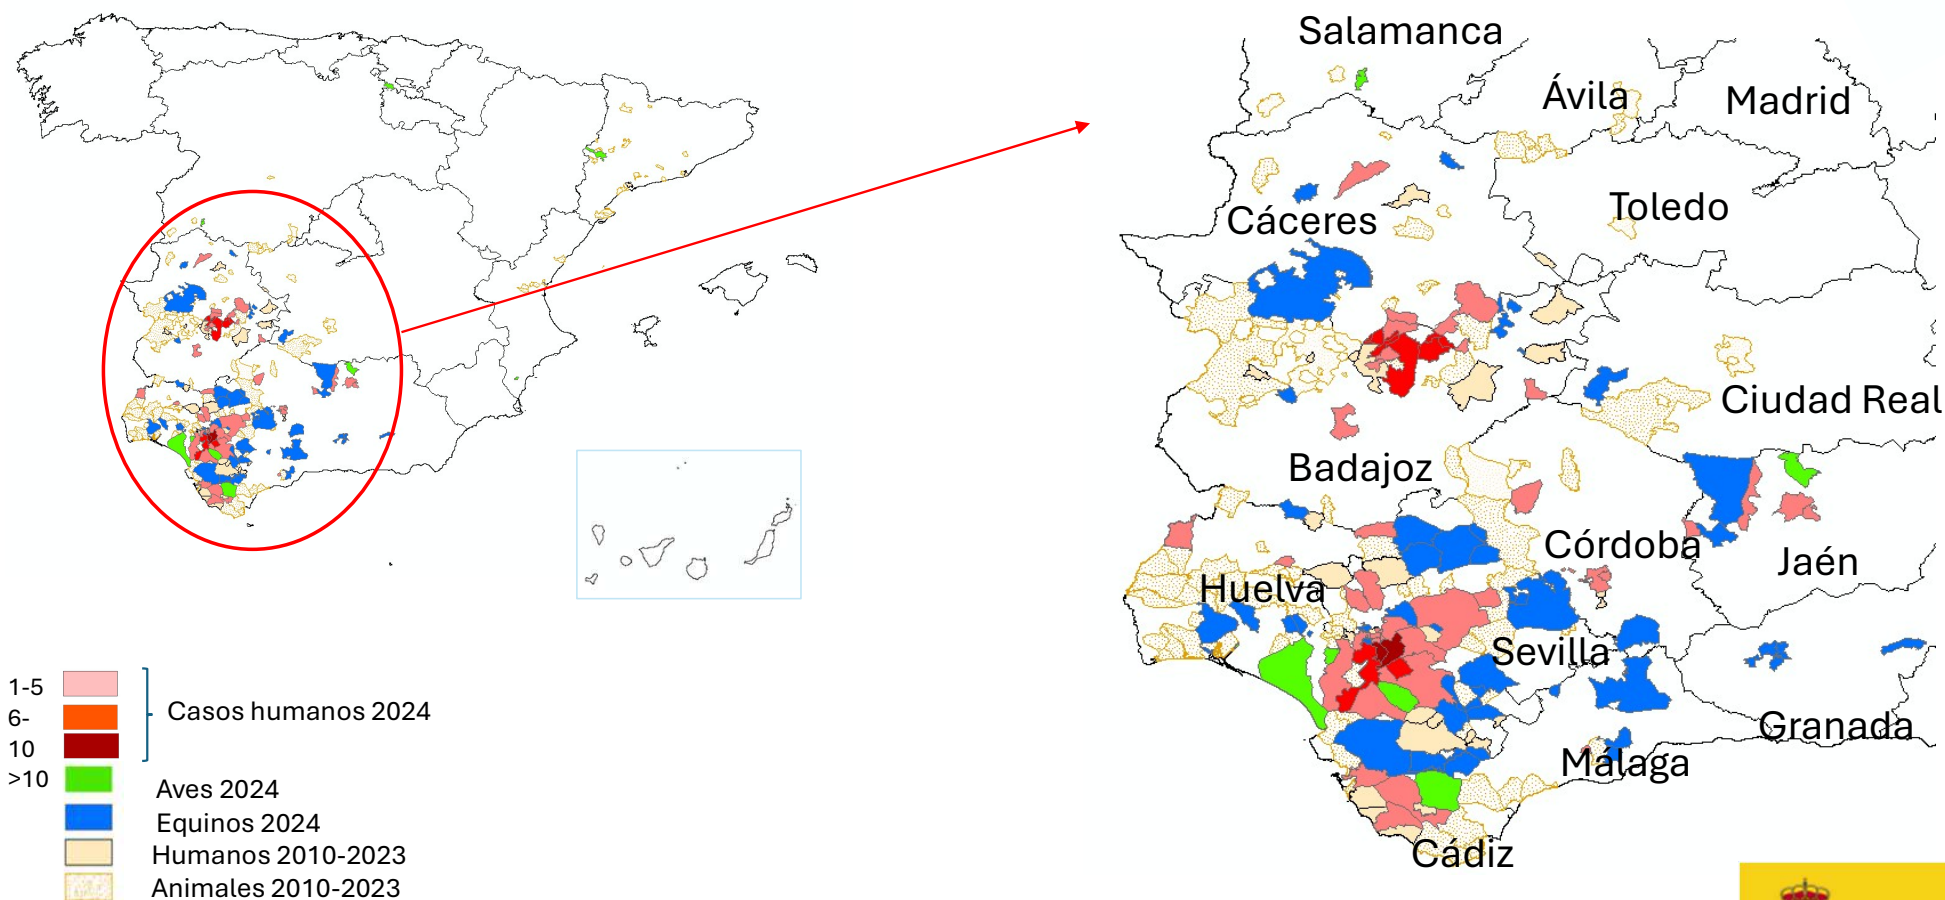 Salamanca
Ávila
Madrid
Toledo
Cáceres
Ciudad Real
Badajoz
Córdoba
Jaén
Huelva
Sevilla
Granada
Málaga
Cádiz
1-5
6-
10
>10
Casos humanos 2024
Aves 2024
Equinos 2024
Humanos 2010-2023
Animales 2010-2023